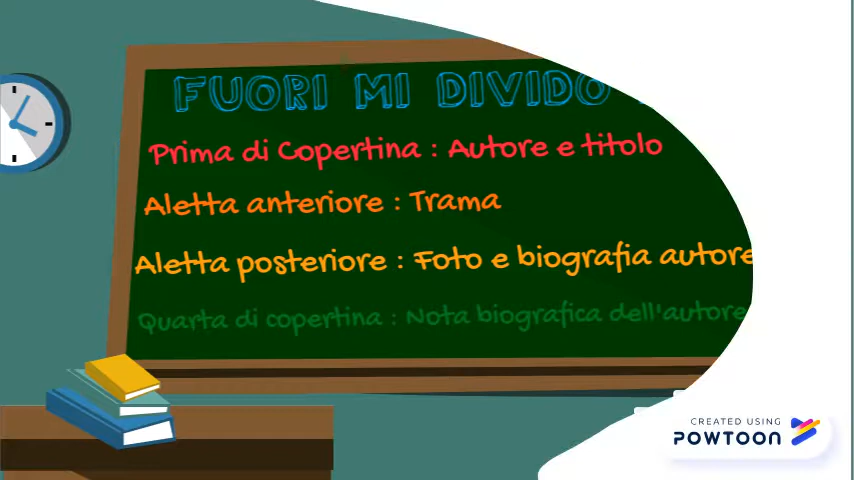 FUORI MI DIVIDO
Prima di Copertina : Autore e titolo
Aletta anteriore : Trama
Aletta posteriore : Foto e biografia autore
Quarta di copertina : Nota biografica dell'autore
CREATED USING
POWTOON